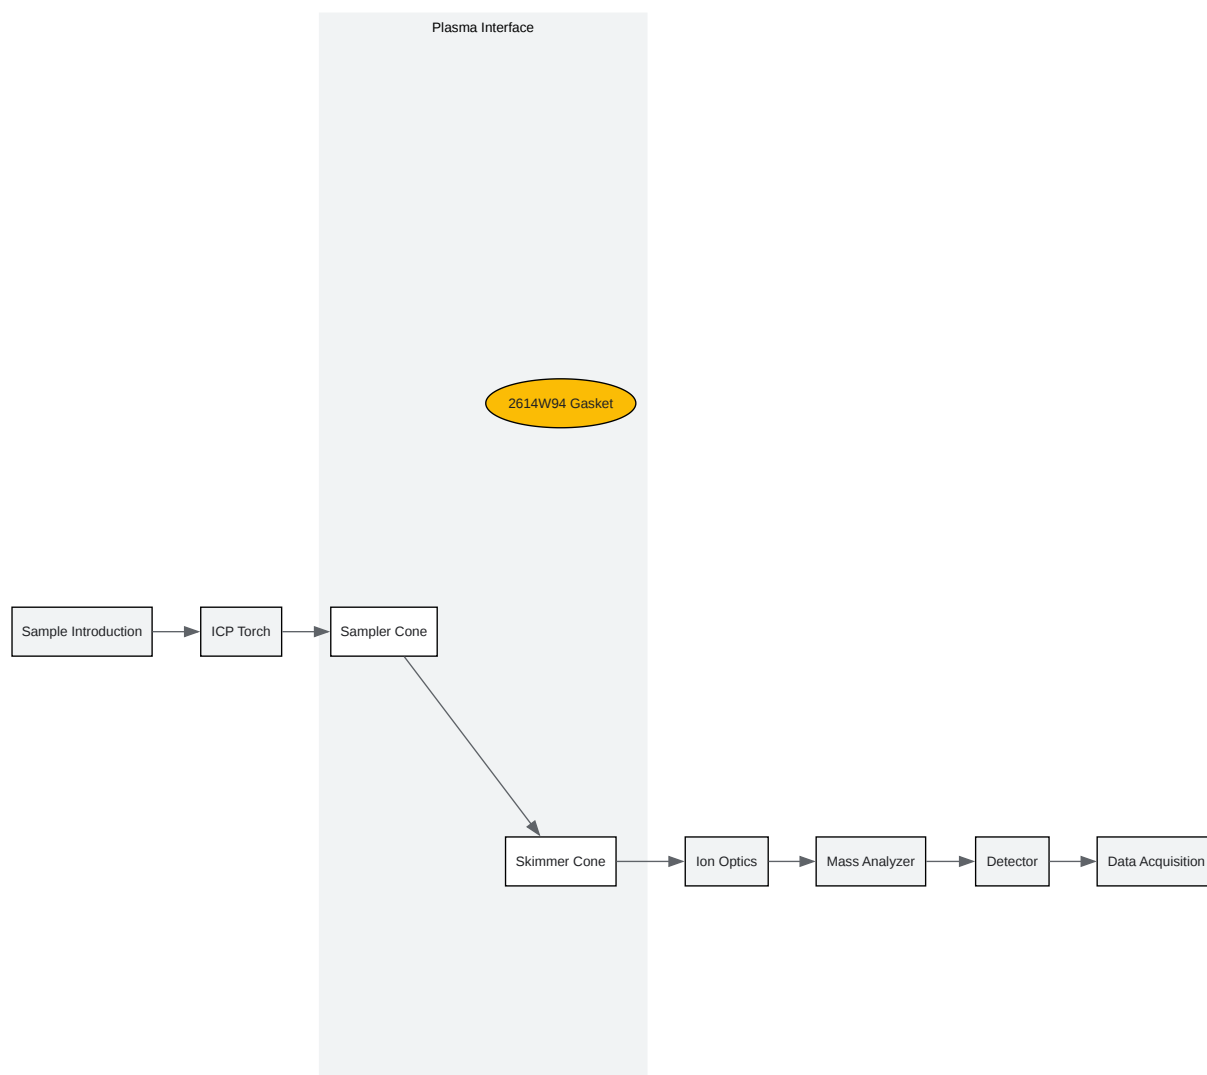 Plasma Interface
2614W94 Gasket
Sample Introduction
ICP Torch
Sampler Cone
Skimmer Cone
Ion Optics
Mass Analyzer
Detector
Data Acquisition